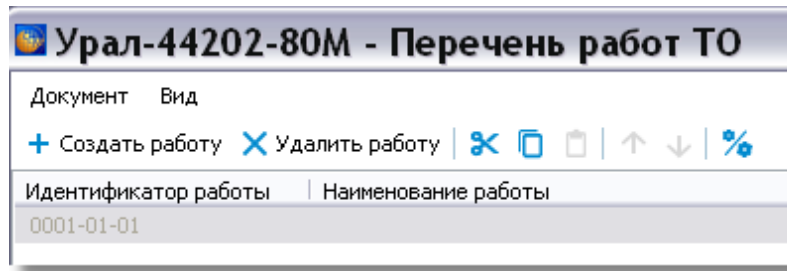 Урал-44202-80М - Перечень работ ТО
Документ Вид
Создать работу Удалить работу
Идентификатор работы Наименование работы
0001-01-01